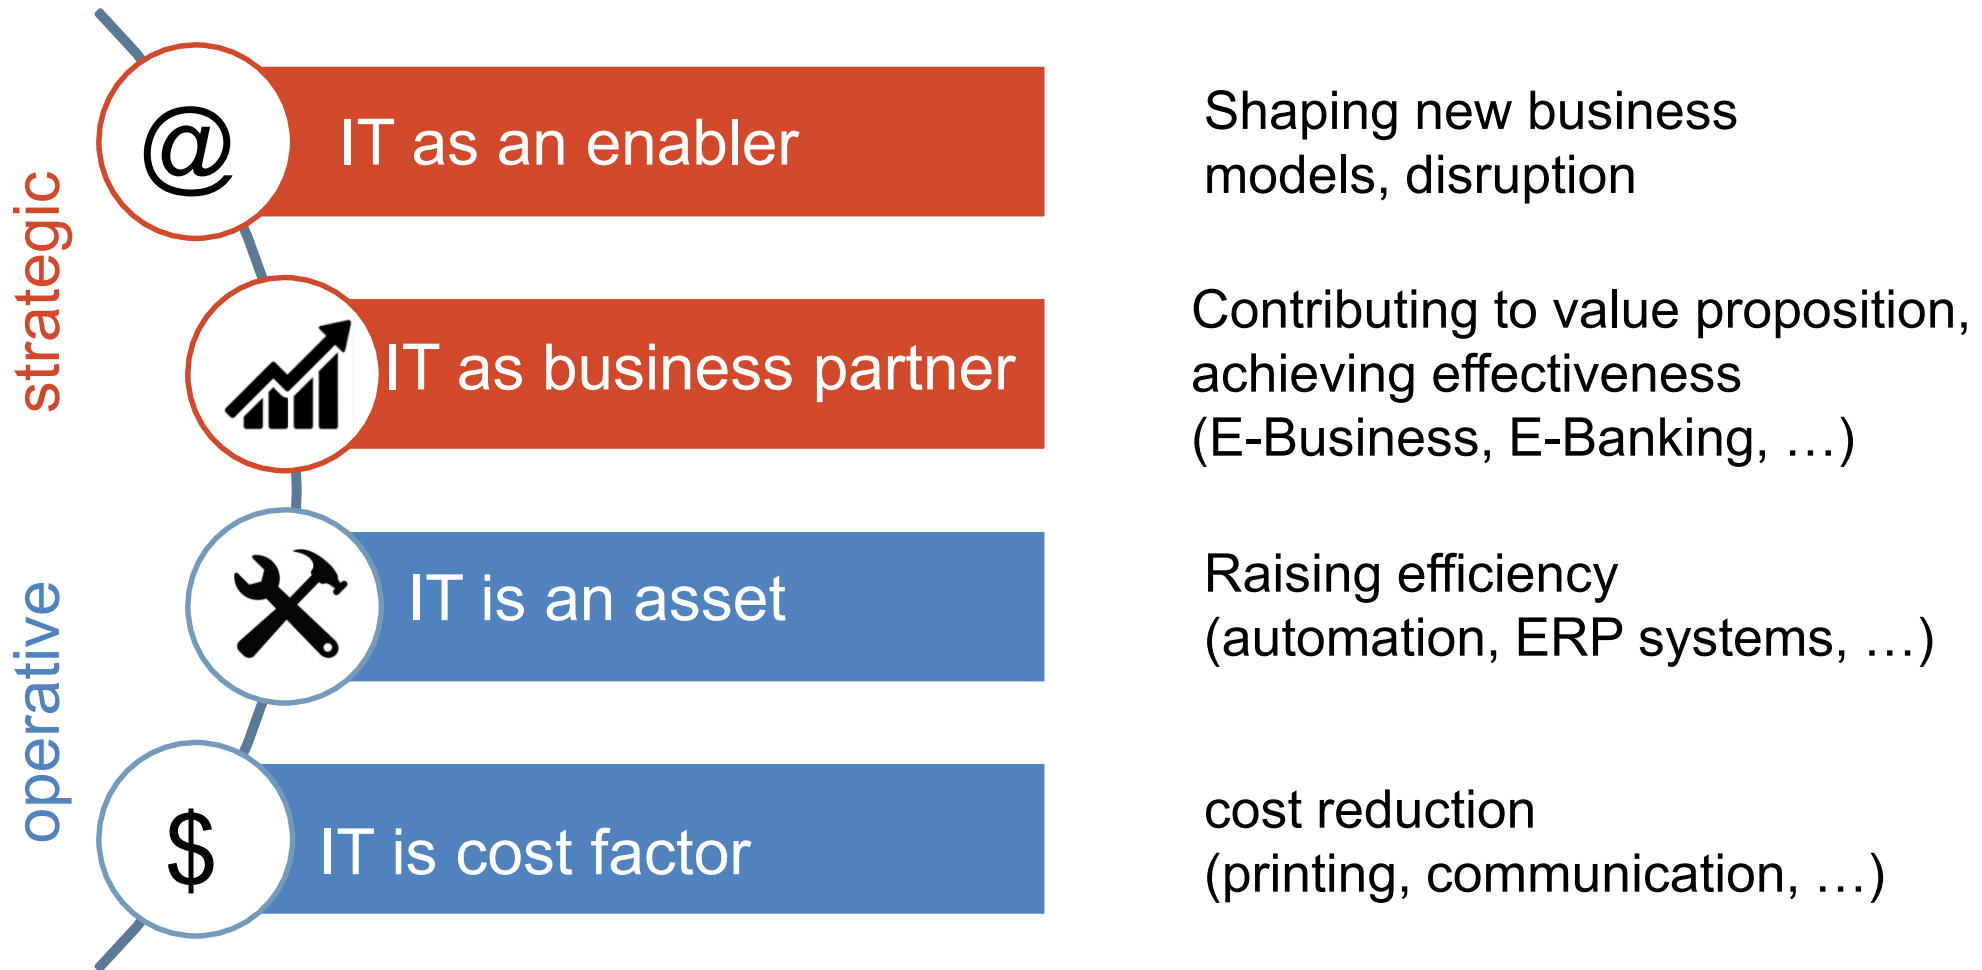 strategic
@
IT as an enabler
Shaping new business
models, disruption
IT as business partner
Contributing to value proposition,
achieving effectiveness
(E-Business, E-Banking, …)
operative
IT is an asset
Raising efficiency
(automation, ERP systems, …)
$
IT is cost factor
cost reduction
(printing, communication, …)